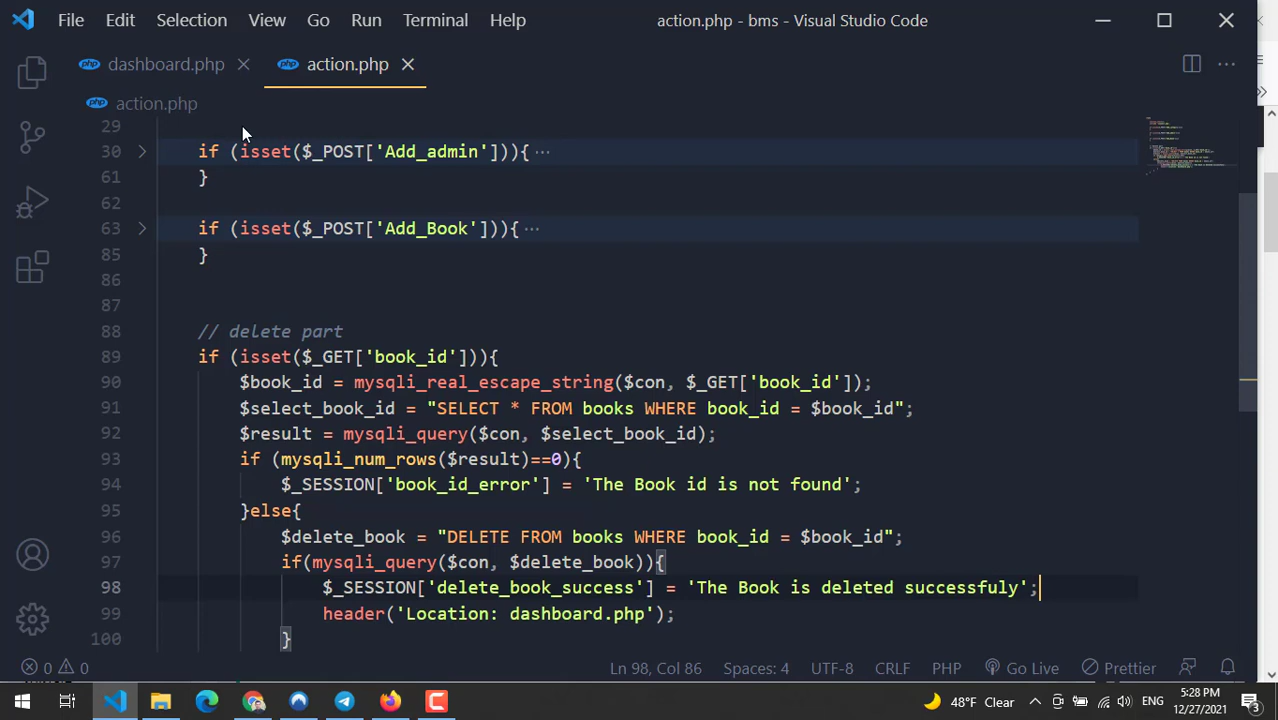 File Edit Selection View Go Run Terminal Help action.php - bms - Visual Studio Code
php dashboard.php php action.php
php action.php
29
30 if (isset($_POST['Add_admin'])){ ···
61 }
62
63 if (isset($_POST['Add_Book'])){ ···
85 }
86
87
88 // delete part
89 if (isset($_GET['book_id'])){
90 $book_id = mysqli_real_escape_string($con, $_GET['book_id']);
91 $select_book_id = "SELECT * FROM books WHERE book_id = $book_id";
92 $result = mysqli_query($con, $select_book_id);
93 if (mysqli_num_rows($result)==0){
94 $_SESSION['book_id_error'] = 'The Book id is not found';
95 }else{
96 $delete_book = "DELETE FROM books WHERE book_id = $book_id";
97 if(mysqli_query($con, $delete_book)){
98 $_SESSION['delete_book_success'] = 'The Book is deleted successfuly';
99 header('Location: dashboard.php');
100 }
0 0 Ln 98, Col 86 Spaces: 4 UTF-8 CRLF PHP Go Live Prettier
48°F Clear ENG 5:28 PM
12/27/2021 3